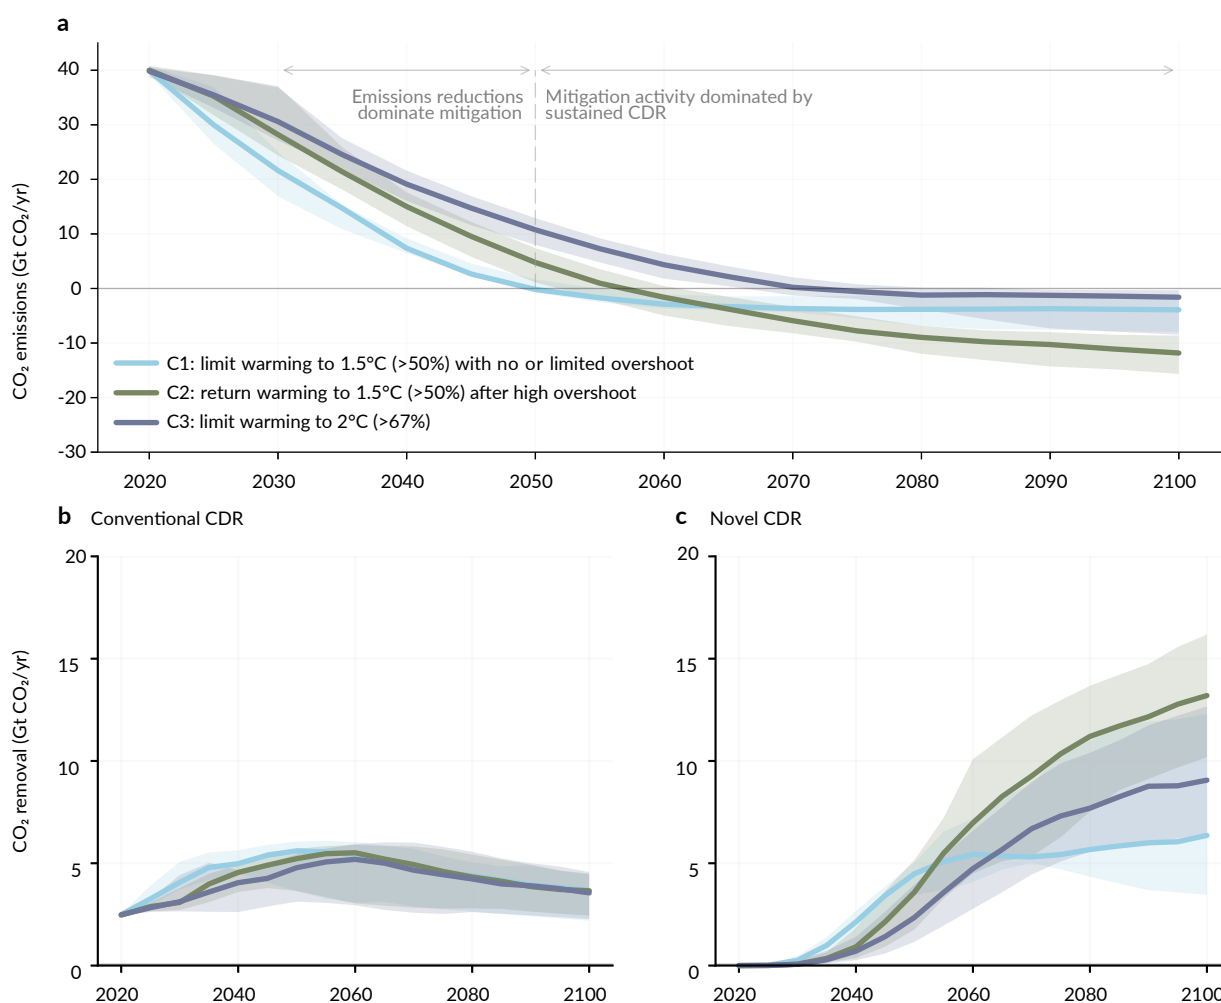 a
40
30
20
10
0
-10
-20
-30
CO₂ emissions (Gt CO₂/yr)
Emissions reductions
dominate mitigation
Mitigation activity dominated by
sustained CDR
C1: limit warming to 1.5°C (>50%) with no or limited overshoot
C2: return warming to 1.5°C (>50%) after high overshoot
C3: limit warming to 2°C (>67%)
2020 2030 2040 2050 2060 2070 2080 2090 2100
b Conventional CDR
20
15
10
5
0
CO₂ removal (Gt CO₂/yr)
2020 2040 2060 2080 2100
c Novel CDR
20
15
10
5
0
2020 2040 2060 2080 2100